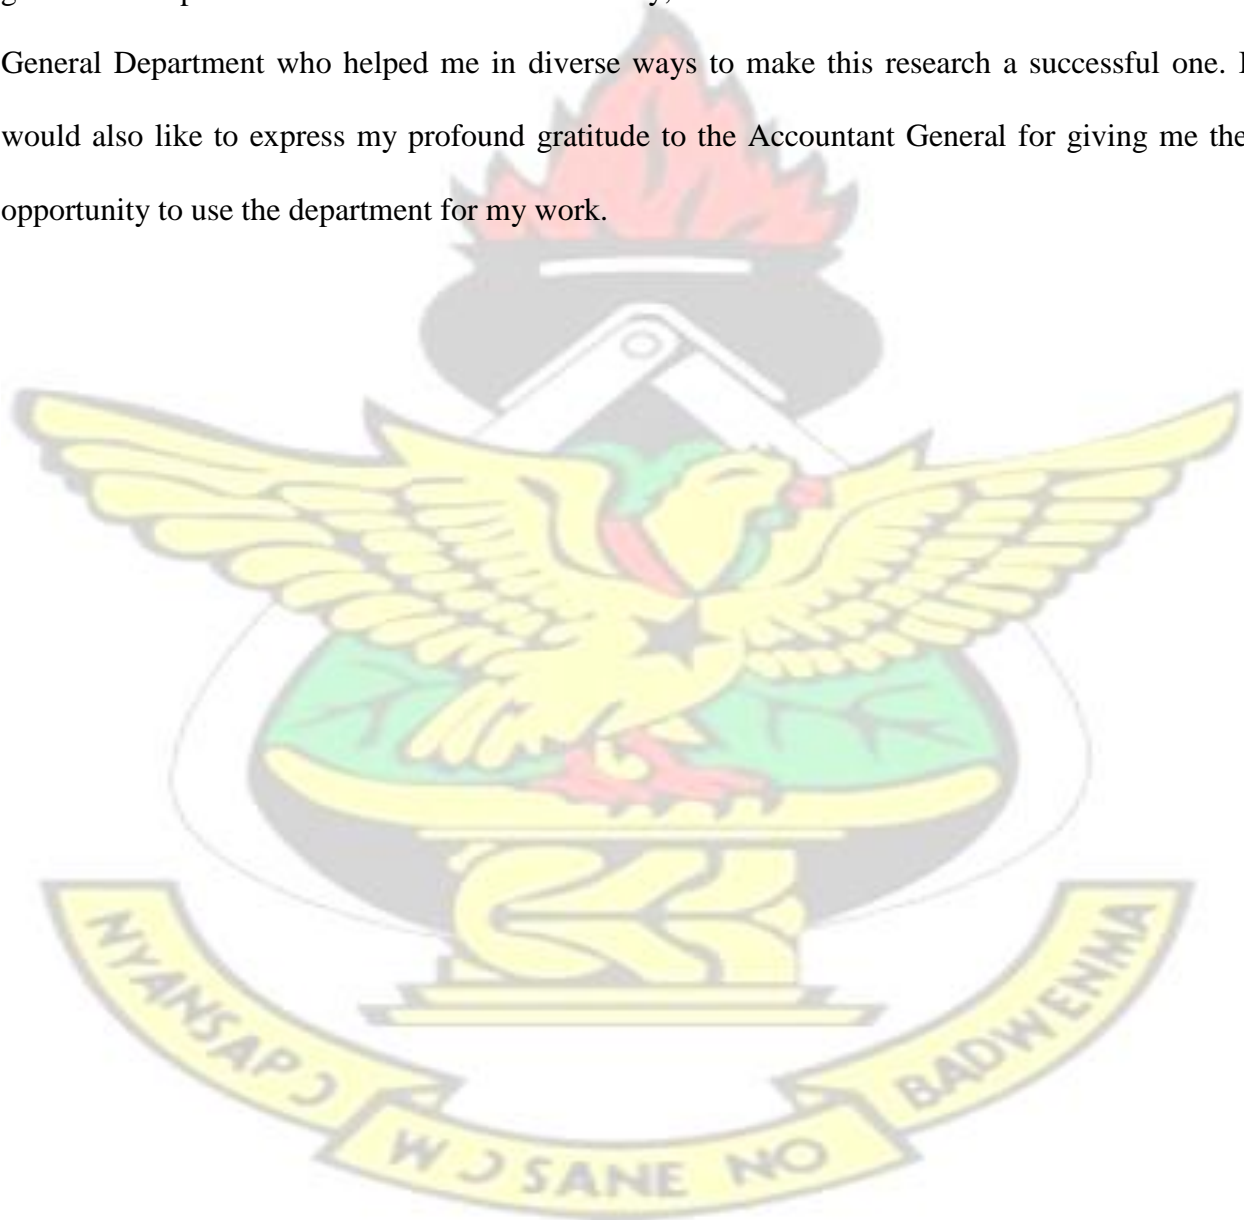 General Department who helped me in diverse ways to make this research a successful one. I
would also like to express my profound gratitude to the Accountant General for giving me the
opportunity to use the department for my work.
NYANSAPƆ
WƆSANE NO
BADWENMA